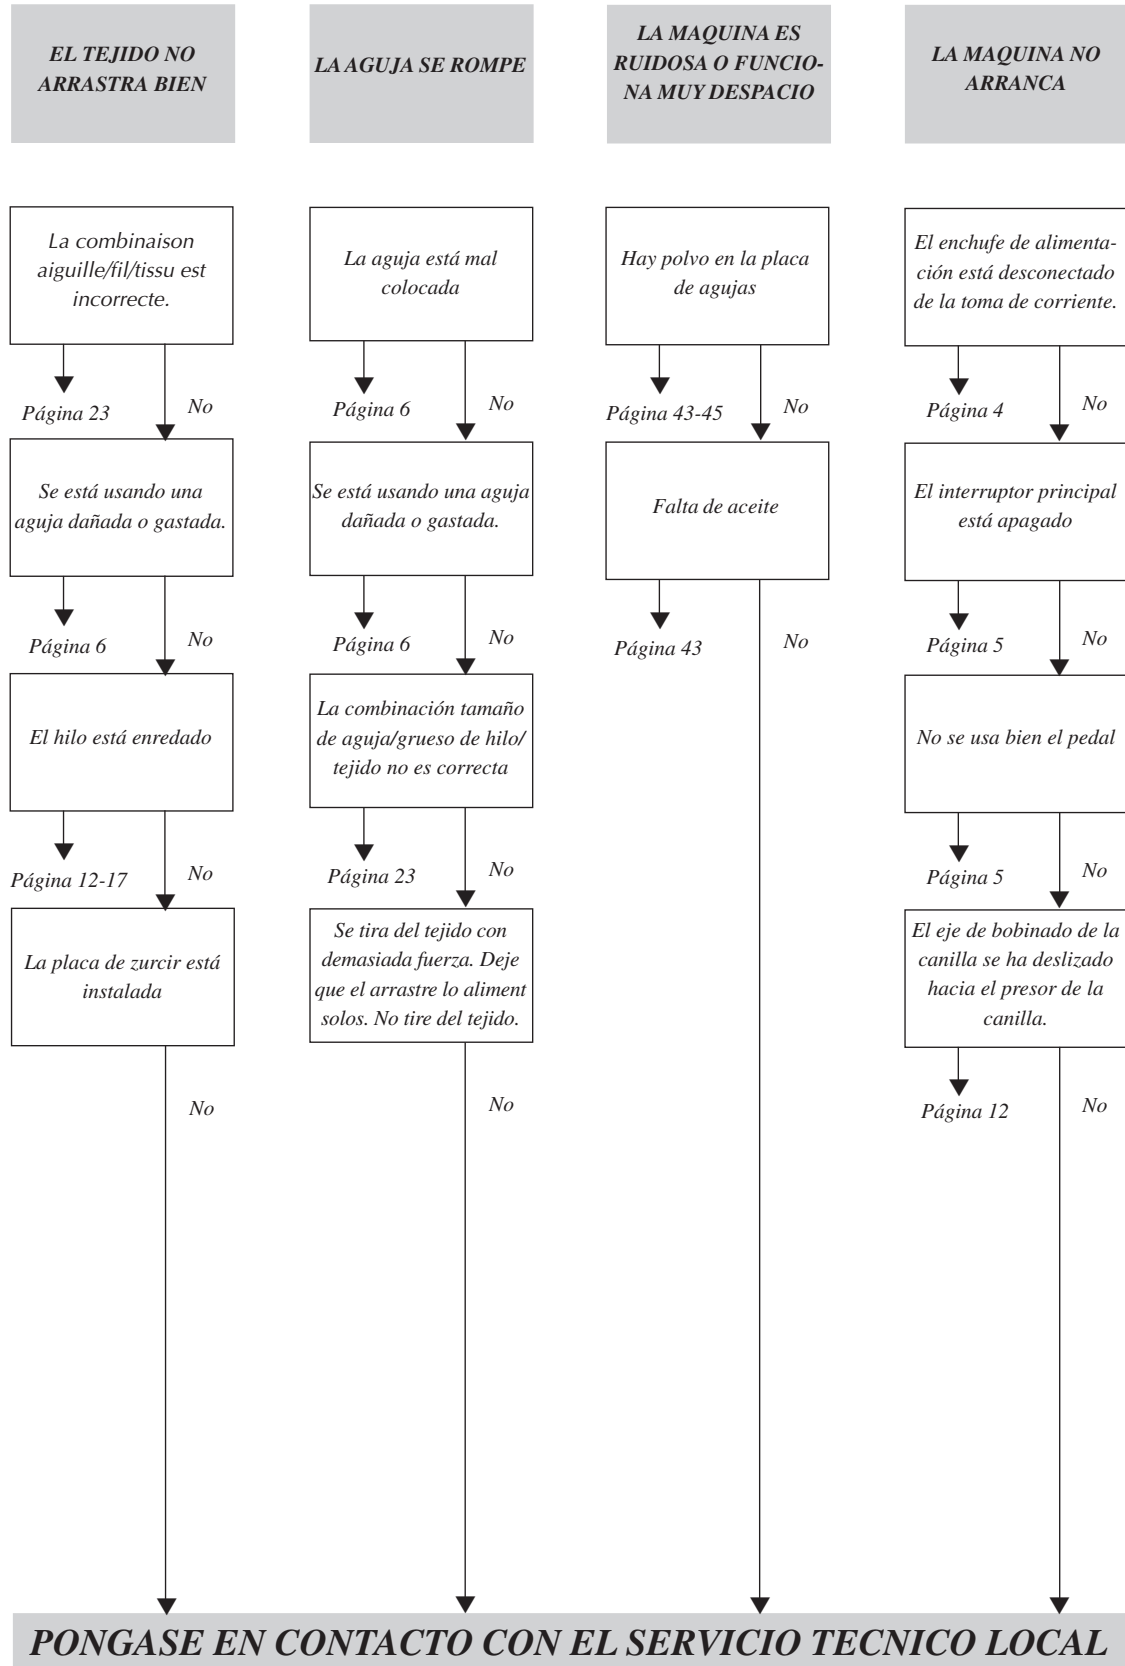 EL TEJIDO NO
ARRASTRA BIEN
La combinaison
aiguille/fil/tissu est
incorrecte.
Página 23
No
Se está usando una
aguja dañada o gastada.
Página 6
No
El hilo está enredado
Página 12-17
No
La placa de zurcir está
instalada
No
LA AGUJA SE ROMPE
La aguja está mal
colocada
Página 6
No
Se está usando una aguja
dañada o gastada.
Página 6
No
La combinación tamaño
de aguja/grueso de hilo/
tejido no es correcta
Página 23
No
Se tira del tejido con
demasiada fuerza. Deje
que el arrastre lo aliment
solos. No tire del tejido.
No
LA MAQUINA ES
RUIDOSA O FUNCIO-
NA MUY DESPACIO
Hay polvo en la placa
de agujas
Página 43-45
No
Falta de aceite
Página 43
No
LA MAQUINA NO
ARRANCA
El enchufe de alimenta-
ción está desconectado
de la toma de corriente.
Página 4
No
El interruptor principal
está apagado
Página 5
No
No se usa bien el pedal
Página 5
No
El eje de bobinado de la
canilla se ha deslizado
hacia el presor de la
canilla.
Página 12
No
PONGASE EN CONTACTO CON EL SERVICIO TECNICO LOCAL